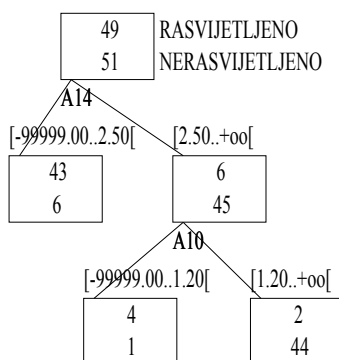 49 RASVIJETLJENO
51 NERASVIJETLJENO
A14
[-99999.00..2.50[ [2.50..+oo[
43 6
6 45
A10
[-99999.00..1.20[ [1.20..+oo[
4 2
1 44